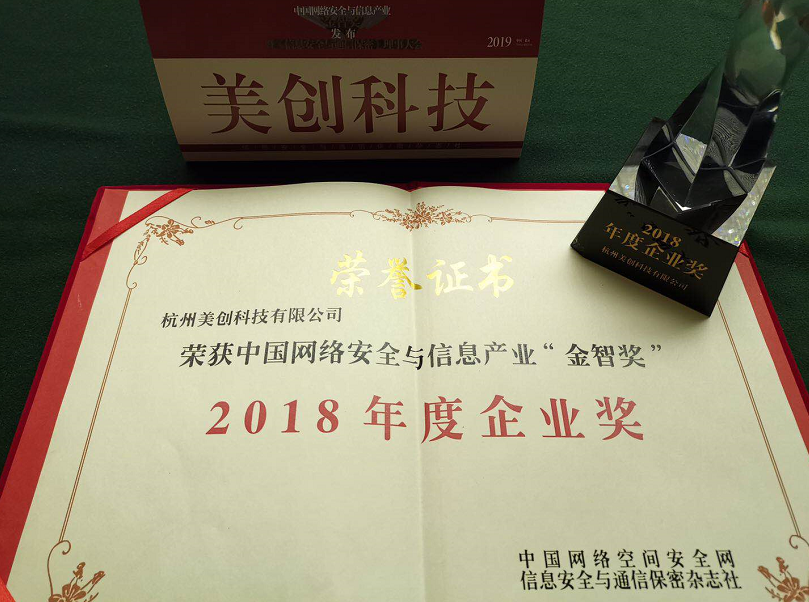 中国网络安全与信息产业
发布
2019
美创科技
2018
年度企业奖
杭州美创科技有限公司
荣誉证书
杭州美创科技有限公司
荣获中国网络安全与信息产业“金智奖”
2018年度企业奖
中国网络空间安全网
信息安全与通信保密杂志社